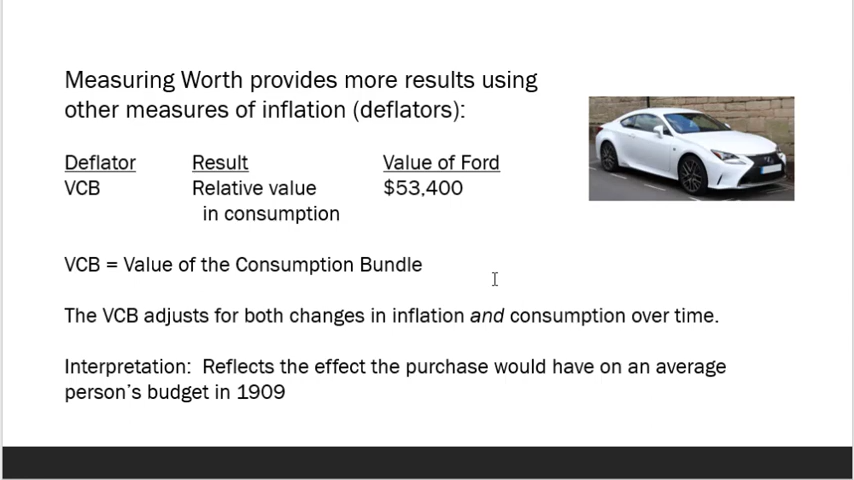 Measuring Worth provides more results using
other measures of inflation (deflators):
Deflator Result Value of Ford
VCB Relative value $53,400
in consumption
VCB = Value of the Consumption Bundle
The VCB adjusts for both changes in inflation and consumption over time.
Interpretation: Reflects the effect the purchase would have on an average
person's budget in 1909